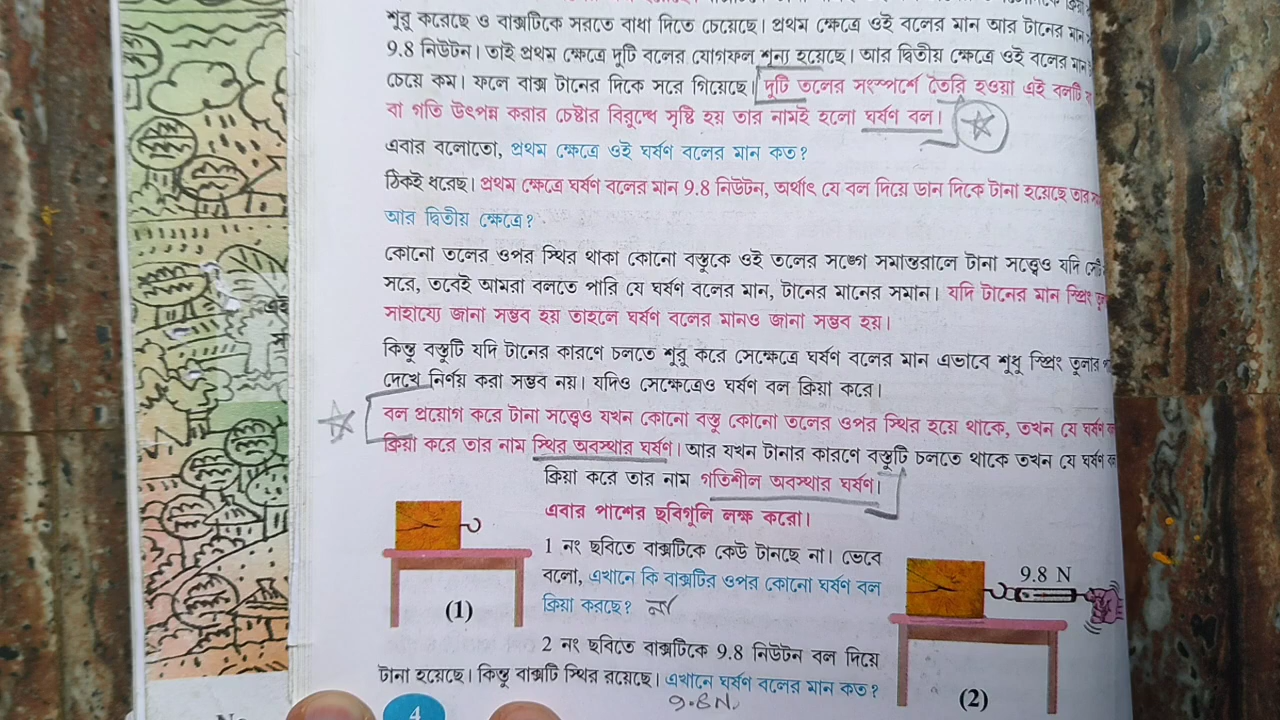 শুরু করেছে ও বাক্সটিকে সরতে বাধা দিতে চেয়েছে। প্রথম ক্ষেত্রে ওই বলের মান আর টানের মান
9.8 নিউটন। তাই প্রথম ক্ষেত্রে দুটি বলের যোগফল শূন্য হয়েছে। আর দ্বিতীয় ক্ষেত্রে ওই বলের মান
চেয়ে কম। ফলে বাক্স টানের দিকে সরে গিয়েছে। দুটি তলের সংস্পর্শে তৈরি হওয়া এই বলটি
বা গতি উৎপন্ন করার চেষ্টার বিরুদ্ধে সৃষ্টি হয় তার নামই হলো ঘর্ষণ বল।
এবার বলোতো, প্রথম ক্ষেত্রে ওই ঘর্ষণ বলের মান কত?
ঠিকই ধরেছ। প্রথম ক্ষেত্রে ঘর্ষণ বলের মান 9.8 নিউটন, অর্থাৎ যে বল দিয়ে ডান দিকে টানা হয়েছে তার
আর দ্বিতীয় ক্ষেত্রে?
কোনো তলের ওপর স্থির থাকা কোনো বস্তুকে ওই তলের সঙ্গে সমান্তরালে টানা সত্ত্বেও যদি
সরে, তবেই আমরা বলতে পারি যে ঘর্ষণ বলের মান, টানের মানের সমান। যদি টানের মান স্প্রিং
সাহায্যে জানা সম্ভব হয় তাহলে ঘর্ষণ বলের মানও জানা সম্ভব হয়।
কিন্তু বস্তুটি যদি টানের কারণে চলতে শুরু করে সেক্ষেত্রে ঘর্ষণ বলের মান এভাবে শুধু স্প্রিং তুলার
দেখে নির্ণয় করা সম্ভব নয়। যদিও সেক্ষেত্রেও ঘর্ষণ বল ক্রিয়া করে।
বল প্রয়োগ করে টানা সত্ত্বেও যখন কোনো বস্তু কোনো তলের ওপর স্থির হয়ে থাকে, তখন যে ঘর্ষণ
ক্রিয়া করে তার নাম স্থির অবস্থার ঘর্ষণ। আর যখন টানার কারণে বস্তুটি চলতে থাকে তখন যে ঘর্ষণ
ক্রিয়া করে তার নাম গতিশীল অবস্থার ঘর্ষণ।
এবার পাশের ছবিগুলি লক্ষ করো।
1 নং ছবিতে বাক্সটিকে কেউ টানছে না। ভেবে
বলো, এখানে কি বাক্সটির ওপর কোনো ঘর্ষণ বল
ক্রিয়া করছে? না
(1)
9.8 N
2 নং ছবিতে বাক্সটিকে 9.8 নিউটন বল দিয়ে
টানা হয়েছে। কিন্তু বাক্সটি স্থির রয়েছে। এখানে ঘর্ষণ বলের মান কত?
(2)
9.8N
4